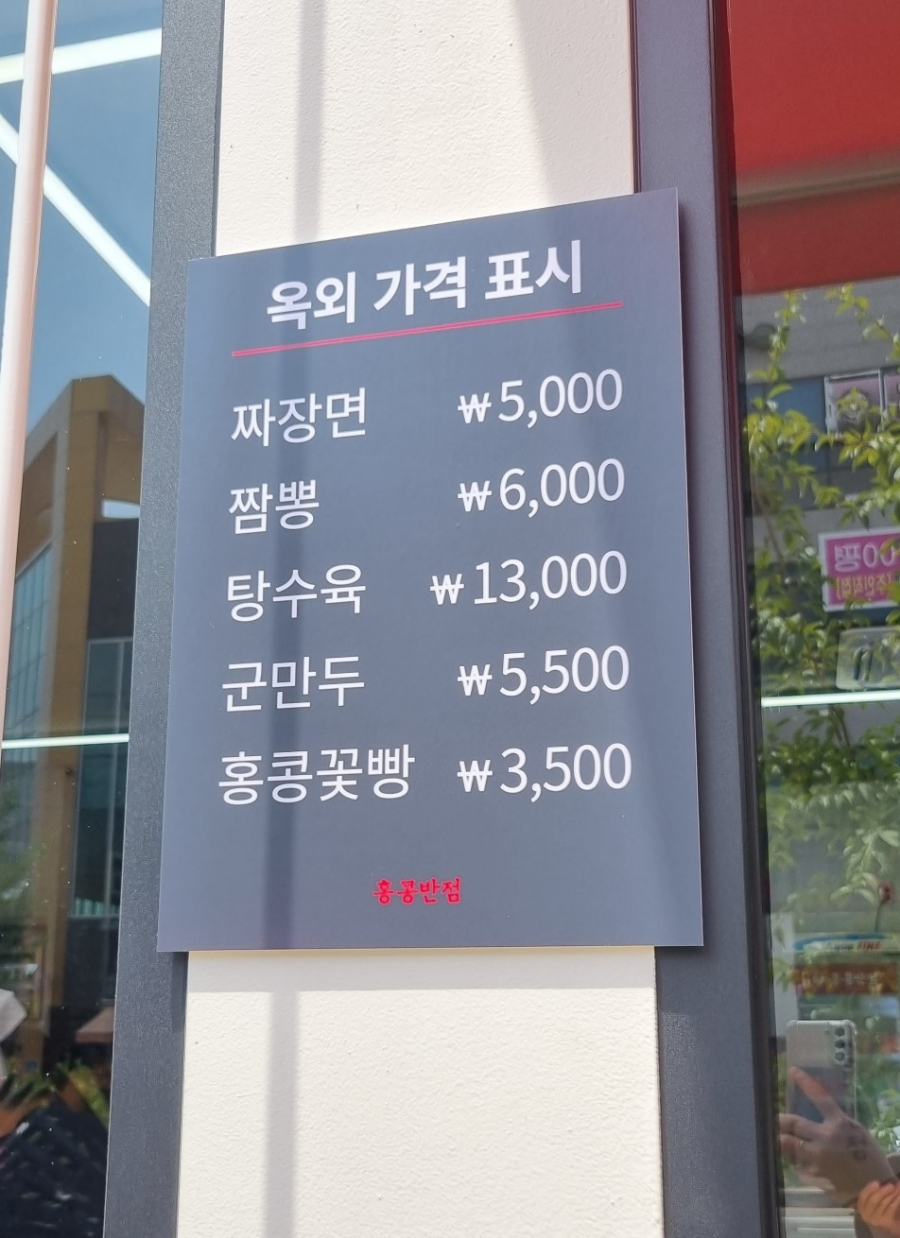 옥외 가격 표시
짜장면 ₩5,000
짬뽕 ₩6,000
탕수육 ₩13,000
군만두 ₩5,500
홍콩꽃빵 ₩3,500
홍콩반점